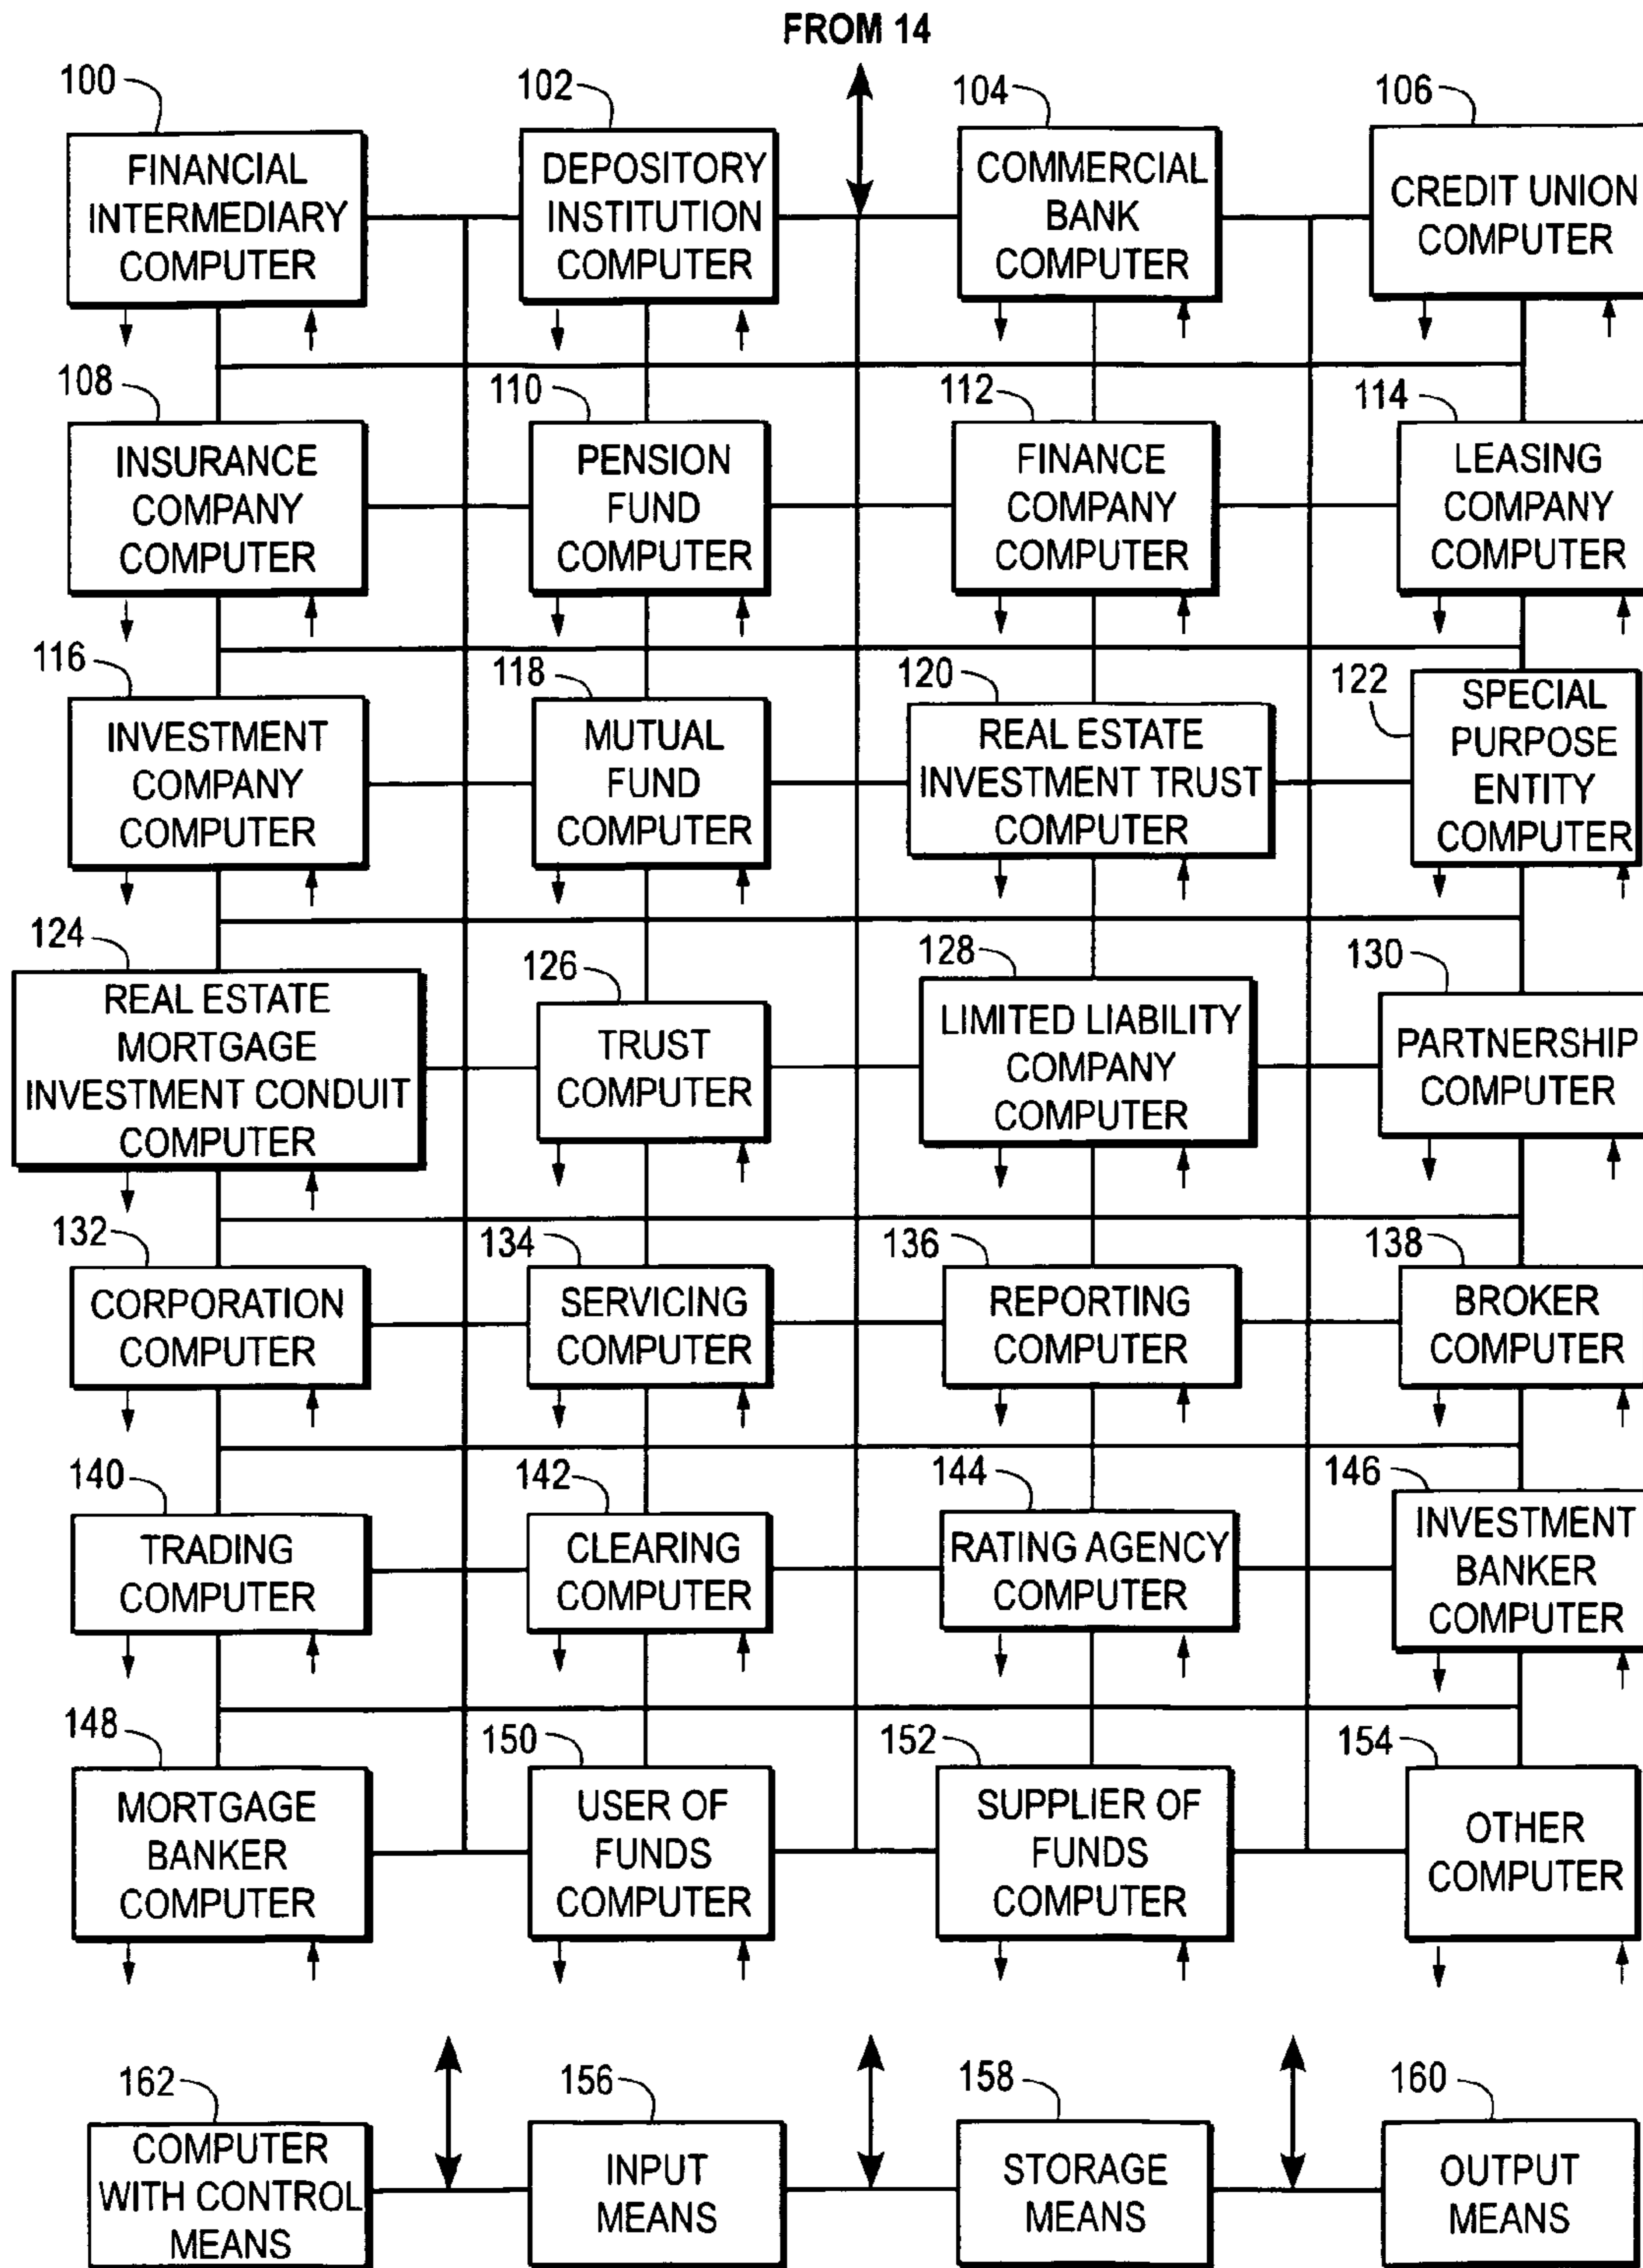 FROM 14
100
102
104
106
FINANCIAL
INTERMEDIARY
COMPUTER
DEPOSITORY
INSTITUTION
COMPUTER
COMMERCIAL
BANK
COMPUTER
CREDIT UNION
COMPUTER
108
110
112
114
INSURANCE
COMPANY
COMPUTER
PENSION
FUND
COMPUTER
FINANCE
COMPANY
COMPUTER
LEASING
COMPANY
COMPUTER
116
118
120
122
INVESTMENT
COMPANY
COMPUTER
MUTUAL
FUND
COMPUTER
REAL ESTATE
INVESTMENT TRUST
COMPUTER
SPECIAL
PURPOSE
ENTITY
COMPUTER
124
126
128
130
REAL ESTATE
MORTGAGE
INVESTMENT CONDUIT
COMPUTER
TRUST
COMPUTER
LIMITED LIABILITY
COMPANY
COMPUTER
PARTNERSHIP
COMPUTER
132
134
136
138
CORPORATION
COMPUTER
SERVICING
COMPUTER
REPORTING
COMPUTER
BROKER
COMPUTER
140
142
144
146
TRADING
COMPUTER
CLEARING
COMPUTER
RATING AGENCY
COMPUTER
INVESTMENT
BANKER
COMPUTER
148
150
152
154
MORTGAGE
BANKER
COMPUTER
USER OF
FUNDS
COMPUTER
SUPPLIER OF
FUNDS
COMPUTER
OTHER
COMPUTER
162
156
158
160
COMPUTER
WITH CONTROL
MEANS
INPUT
MEANS
STORAGE
MEANS
OUTPUT
MEANS